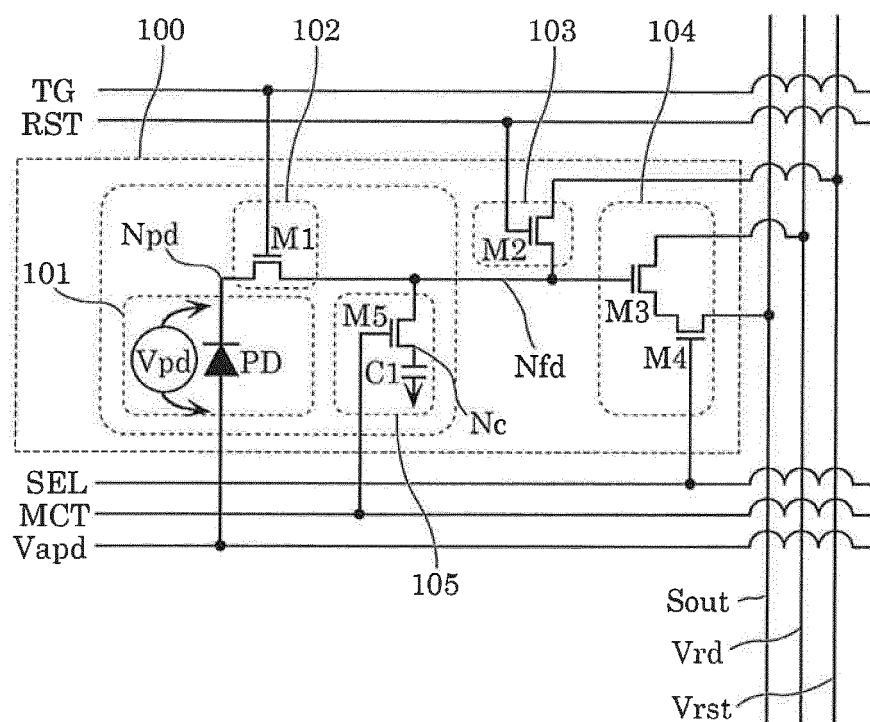 100
102
103
104
TG
RST
Npd
M1
M2
101
M3
M5
Vpd
PD
C1
Nfd
M4
Nc
SEL
MCT
Vapd
105
Sout
Vrd
Vrst